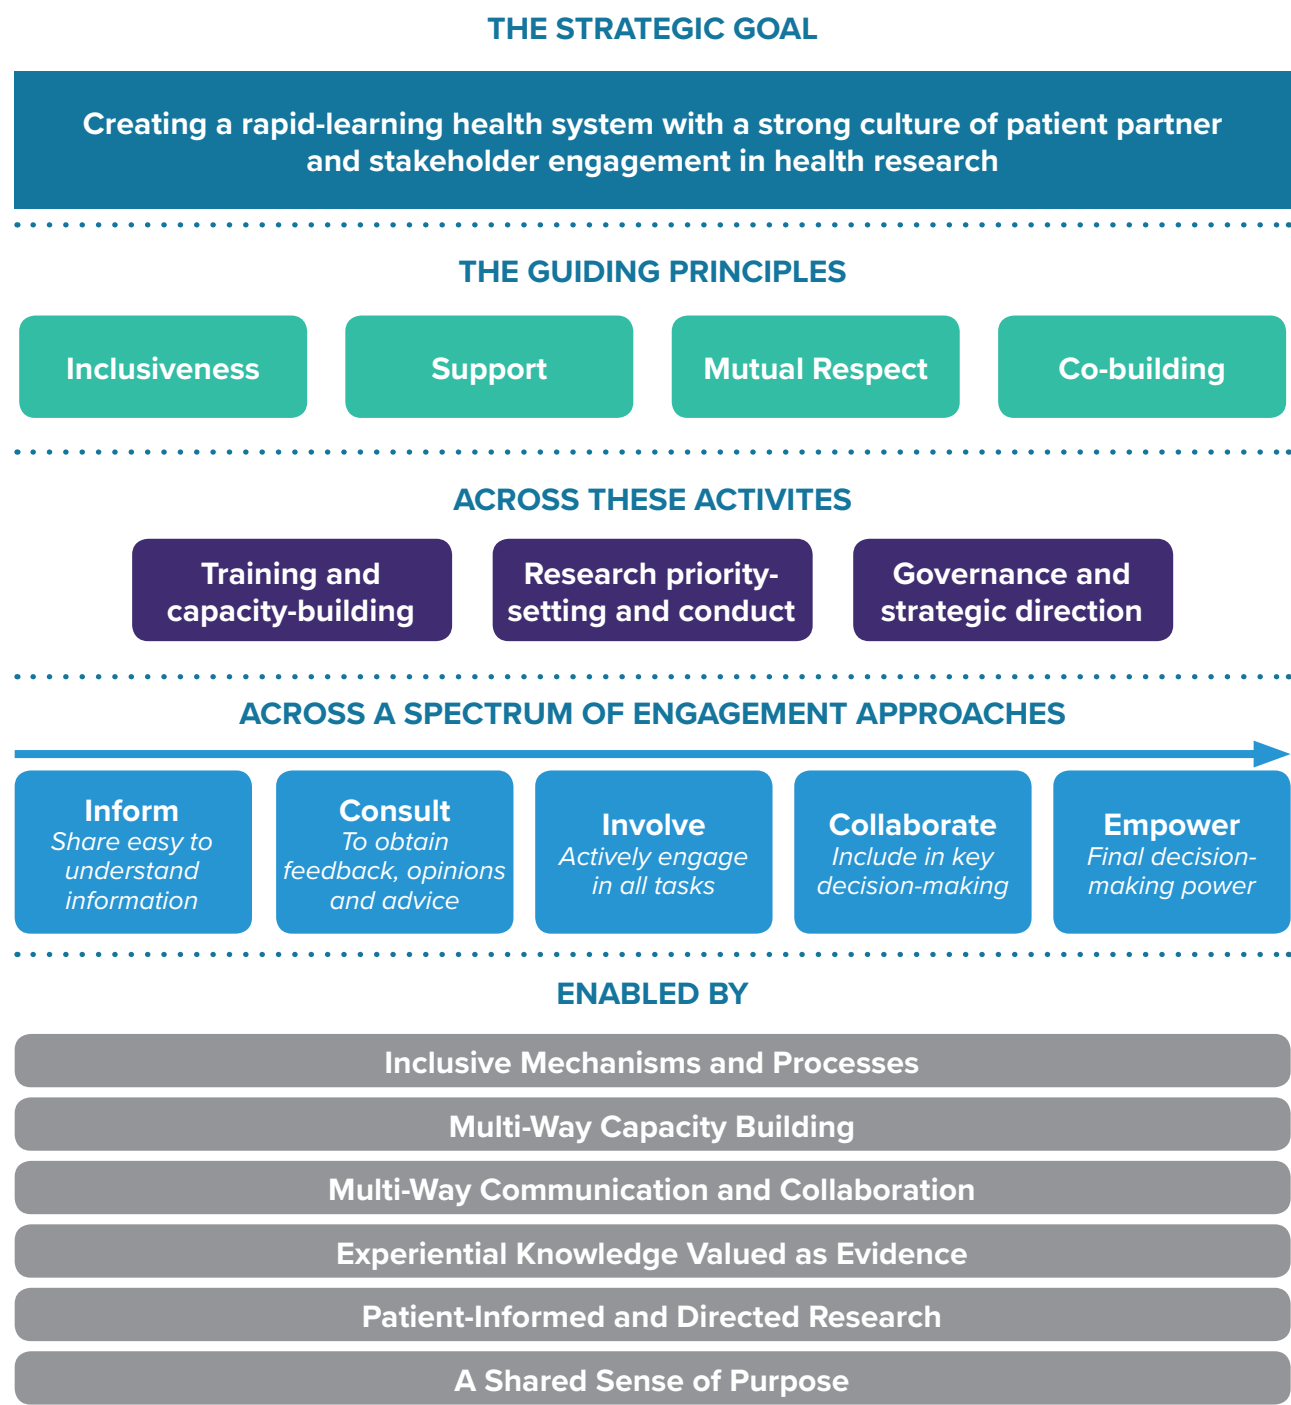 THE STRATEGIC GOAL
Creating a rapid-learning health system with a strong culture of patient partner
and stakeholder engagement in health research
THE GUIDING PRINCIPLES
Inclusiveness
Support
Mutual Respect
Co-building
ACROSS THESE ACTIVITES
Training and
capacity-building
Research priority-
setting and conduct
Governance and
strategic direction
ACROSS A SPECTRUM OF ENGAGEMENT APPROACHES
Inform
Share easy to
understand
information
Consult
To obtain
feedback, opinions
and advice
Involve
Actively engage
in all tasks
Collaborate
Include in key
decision-making
Empower
Final decision-
making power
ENABLED BY
Inclusive Mechanisms and Processes
Multi-Way Capacity Building
Multi-Way Communication and Collaboration
Experiential Knowledge Valued as Evidence
Patient-Informed and Directed Research
A Shared Sense of Purpose